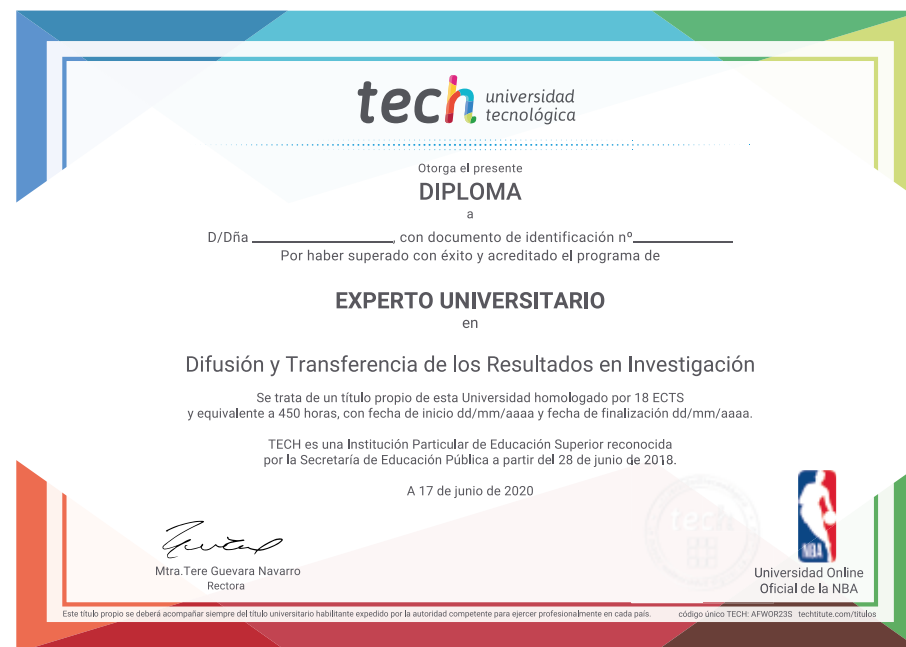 tech universidad
tecnológica
Otorga el presente
DIPLOMA
a
D/Dña ______________, con documento de identificación nº__________
Por haber superado con éxito y acreditado el programa de
EXPERTO UNIVERSITARIO
en
Difusión y Transferencia de los Resultados en Investigación
Se trata de un título propio de esta Universidad homologado por 18 ECTS
y equivalente a 450 horas, con fecha de inicio dd/mm/aaaa y fecha de finalización dd/mm/aaaa.
TECH es una Institución Particular de Educación Superior reconocida
por la Secretaría de Educación Pública a partir del 28 de junio de 2018.
A 17 de junio de 2020
tech
NBA
Mtra.Tere Guevara Navarro
Rectora
Universidad Online
Oficial de la NBA
Este título propio se deberá acompañar siempre del título universitario habilitante expedido por la autoridad competente para ejercer profesionalmente en cada país. código único TECH: AFWOR23S techtitute.com/titulos